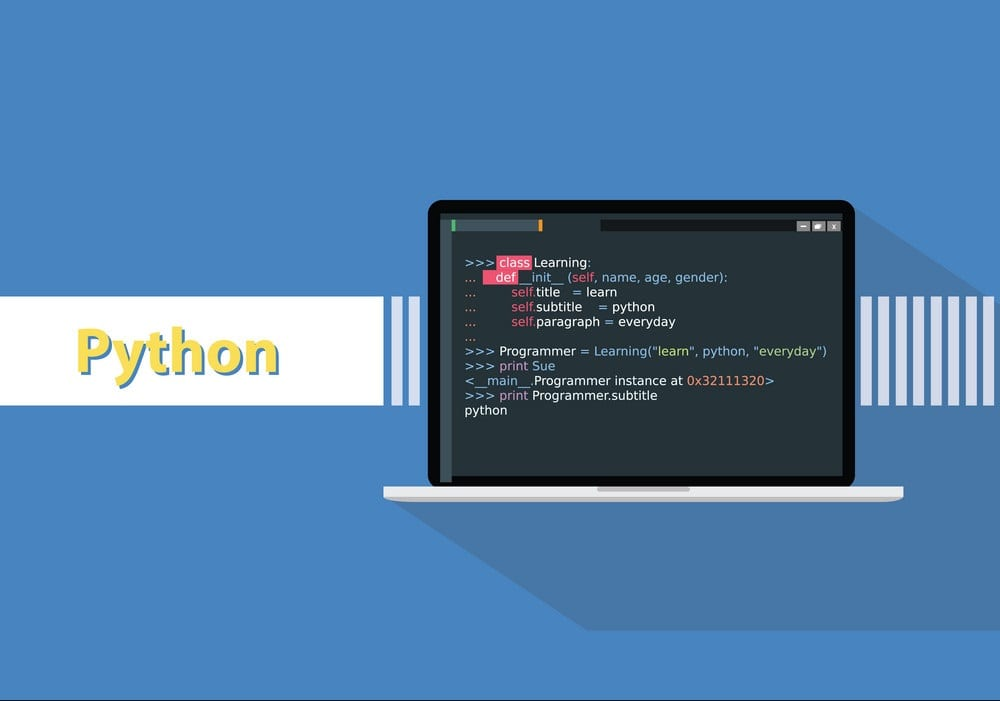 Python
>>> class Learning:
... def __init__ (self, name, age, gender):
... self.title = learn
... self.subtitle = python
... self.paragraph = everyday
...
>>> Programmer = Learning("learn", python, "everyday")
>>> print Sue
<__main__.Programmer instance at 0x32111320>
>>> print Programmer.subtitle
python